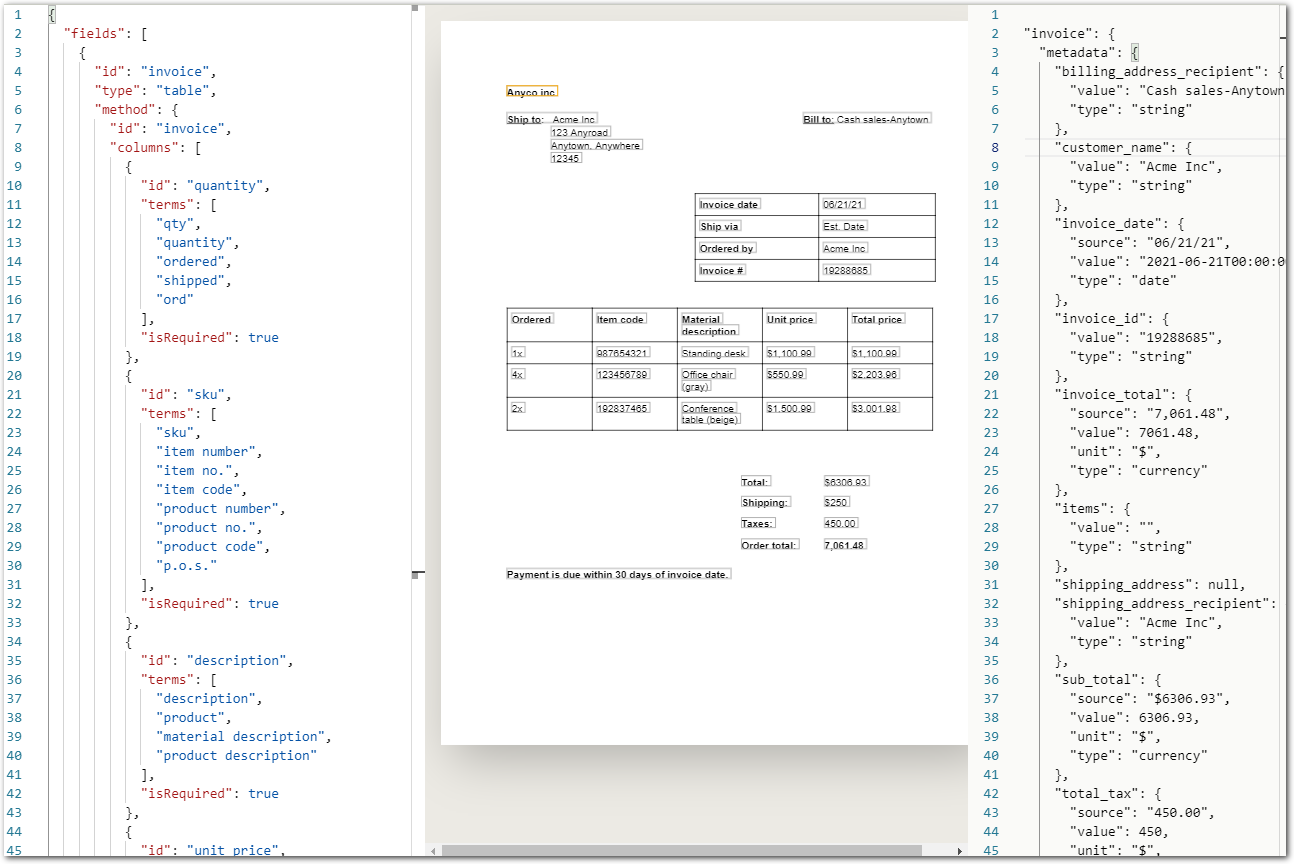 1 {
2 "fields": [
3 {
4 "id": "invoice",
5 "type": "table",
6 "method": {
7 "id": "invoice",
8 "columns": [
9 {
10 "id": "quantity",
11 "terms": [
12 "qty",
13 "quantity",
14 "ordered",
15 "shipped",
16 "ord"
17 ],
18 "isRequired": true
19 },
20 {
21 "id": "sku",
22 "terms": [
23 "sku",
24 "item number",
25 "item no.",
26 "item code",
27 "product number",
28 "product no.",
29 "product code",
30 "p.o.s."
31 ],
32 "isRequired": true
33 },
34 {
35 "id": "description",
36 "terms": [
37 "description",
38 "product",
39 "material description",
40 "product description"
41 ],
42 "isRequired": true
43 },
44 {
45 "id": "unit price",
Anyco inc
Ship to: Acme Inc Bill to: Cash sales-Anytown
123 Anyroad
Anytown, Anywhere
12345
Invoice date 06/21/21
Ship via Est. Date
Ordered by Acme Inc
Invoice # 19288685
Ordered Item code Material description Unit price Total price
1x 987654321 Standing desk $1,100.99 $1,100.99
4x 123456789 Office chair (gray) $550.99 $2,203.96
2x 192837465 Conference table (beige) $1.500.99 $3,001.98
Total: $6306.93
Shipping: $250
Taxes: 450.00
Order total: 7,061.48
Payment is due within 30 days of invoice date.
1
2 "invoice": {
3 "metadata": {
4 "billing_address_recipient": {
5 "value": "Cash sales-Anytown
6 "type": "string"
7 },
8 "customer_name": {
9 "value": "Acme Inc",
10 "type": "string"
11 },
12 "invoice_date": {
13 "source": "06/21/21",
14 "value": "2021-06-21T00:00:0
15 "type": "date"
16 },
17 "invoice_id": {
18 "value": "19288685",
19 "type": "string"
20 },
21 "invoice_total": {
22 "source": "7,061.48",
23 "value": 7061.48,
24 "unit": "$",
25 "type": "currency"
26 },
27 "items": {
28 "value": "",
29 "type": "string"
30 },
31 "shipping_address": null,
32 "shipping_address_recipient":
33 "value": "Acme Inc",
34 "type": "string"
35 },
36 "sub_total": {
37 "source": "$6306.93",
38 "value": 6306.93,
39 "unit": "$",
40 "type": "currency"
41 },
42 "total_tax": {
43 "source": "450.00",
44 "value": 450,
45 "unit": "$",